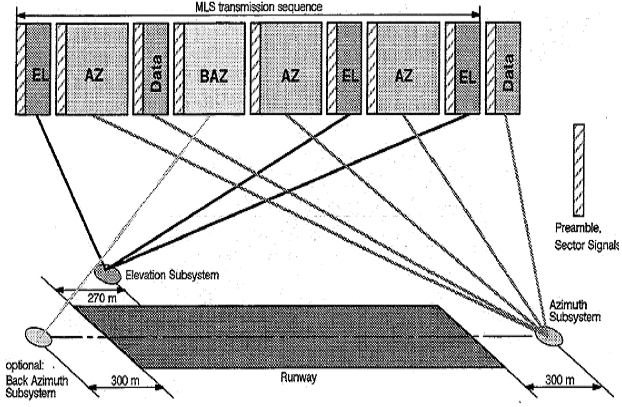 MLS transmission sequence
EL
AZ
Data
BAZ
AZ
EL
AZ
EL
Data
Preamble,
Sector Signals
Elevation Subsystem
270 m
Azimuth
Subsystem
optional:
Back Azimuth
Subsystem
300 m
Runway
300 m